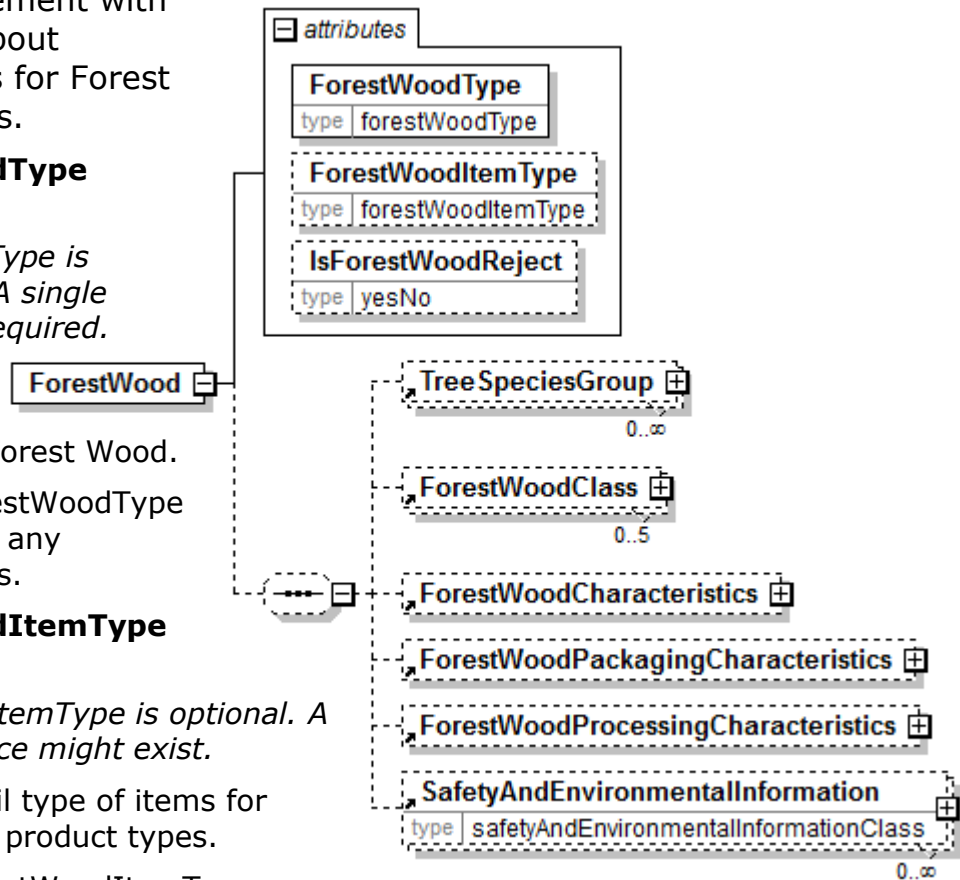 ement with
bout
s for Forest
s.
dType
Type is
A single
equired.
orest Wood.
estWoodType
any
s.
dItemType
temType is optional. A
ce might exist.
il type of items for
product types.
attributes
ForestWoodType
type forestWoodType
ForestWoodItemType
type forestWoodItemType
IsForestWoodReject
type yesNo
ForestWood
TreeSpeciesGroup
0..∞
ForestWoodClass
0..5
ForestWoodCharacteristics
ForestWoodPackagingCharacteristics
ForestWoodProcessingCharacteristics
SafetyAndEnvironmentalInformation
type safetyAndEnvironmentalInformationClass
0..∞